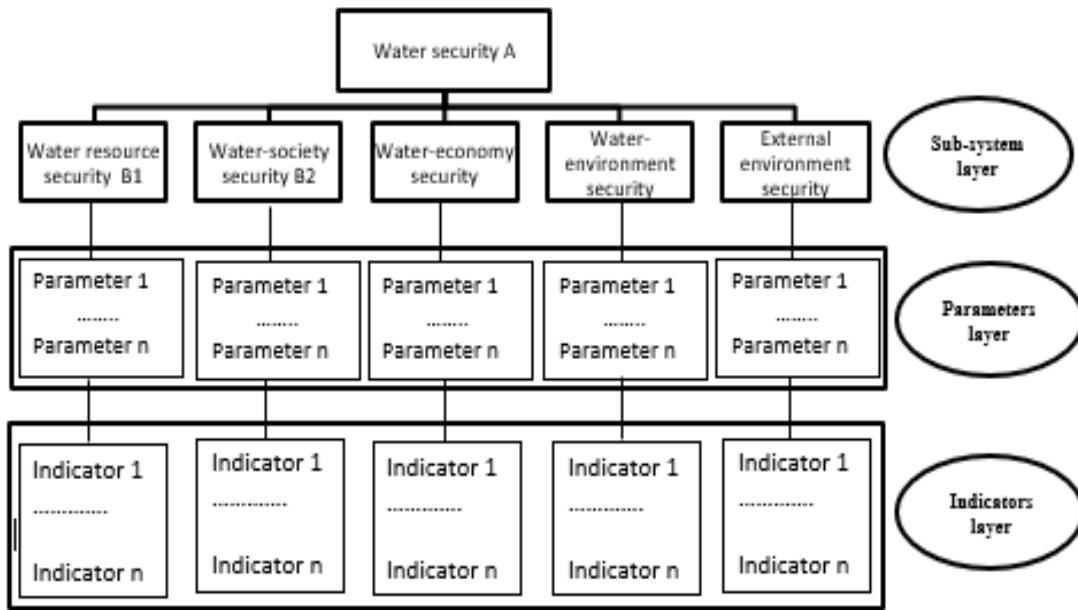 Water security A
Water resource
security B1
Water-society
security B2
Water-economy
security
Water-
environment
security
External
environment
security
Sub-system
layer
Parameter 1
........
Parameter n
Parameter 1
........
Parameter n
Parameter 1
........
Parameter n
Parameter 1
........
Parameter n
Parameter 1
........
Parameter n
Parameters
layer
Indicator 1
.............
Indicator n
Indicator 1
.............
Indicator n
Indicator 1
.............
Indicator n
Indicator 1
.............
Indicator n
Indicator 1
.............
Indicator n
Indicators
layer